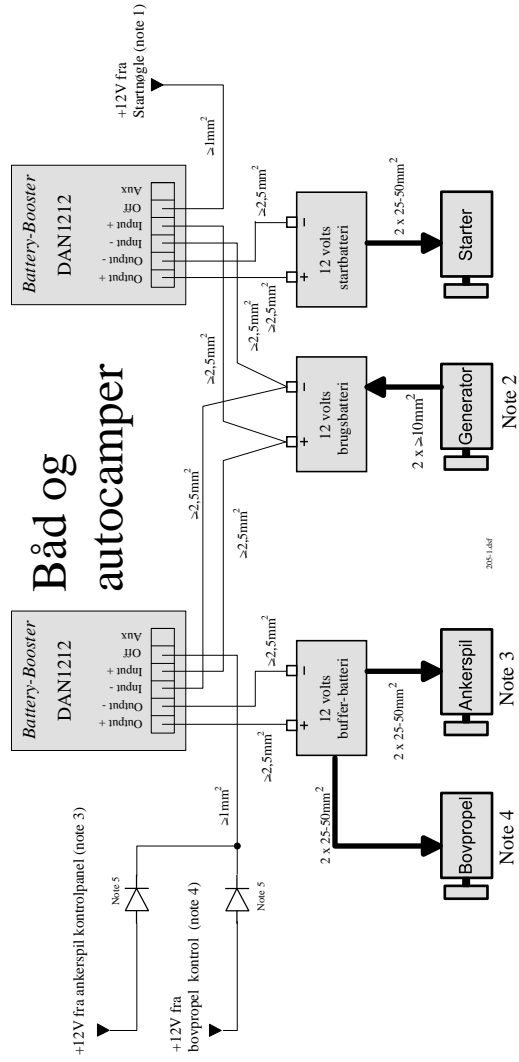 Båd og
autocamper
+12V fra ankerspil kontrolpanel (note 3)
+12V fra
bovpropel kontrol (note 4)
Note 5
Note 5
≥1mm²
Battery-Booster
DAN1212
Output +
Output -
Input -
Input +
Off
Aux
≥2,5mm²
≥2,5mm²
≥2,5mm²
≥2,5mm²
+ −
12 volts
buffer-batteri
2 x 25-50mm²
2 x 25-50mm²
Bovpropel
Note 4
Ankerspil
Note 3
Battery-Booster
DAN1212
Output +
Output -
Input -
Input +
Off
Aux
+12V fra
Startnøgle (note 1)
≥1mm²
≥2,5mm²
≥2,5mm²
≥2,5mm²
≥2,5mm²
+ −
12 volts
brugsbatteri
2 x ≥10mm²
Generator
Note 2
+ −
12 volts
startbatteri
2 x 25-50mm²
Starter
205-1.dsf